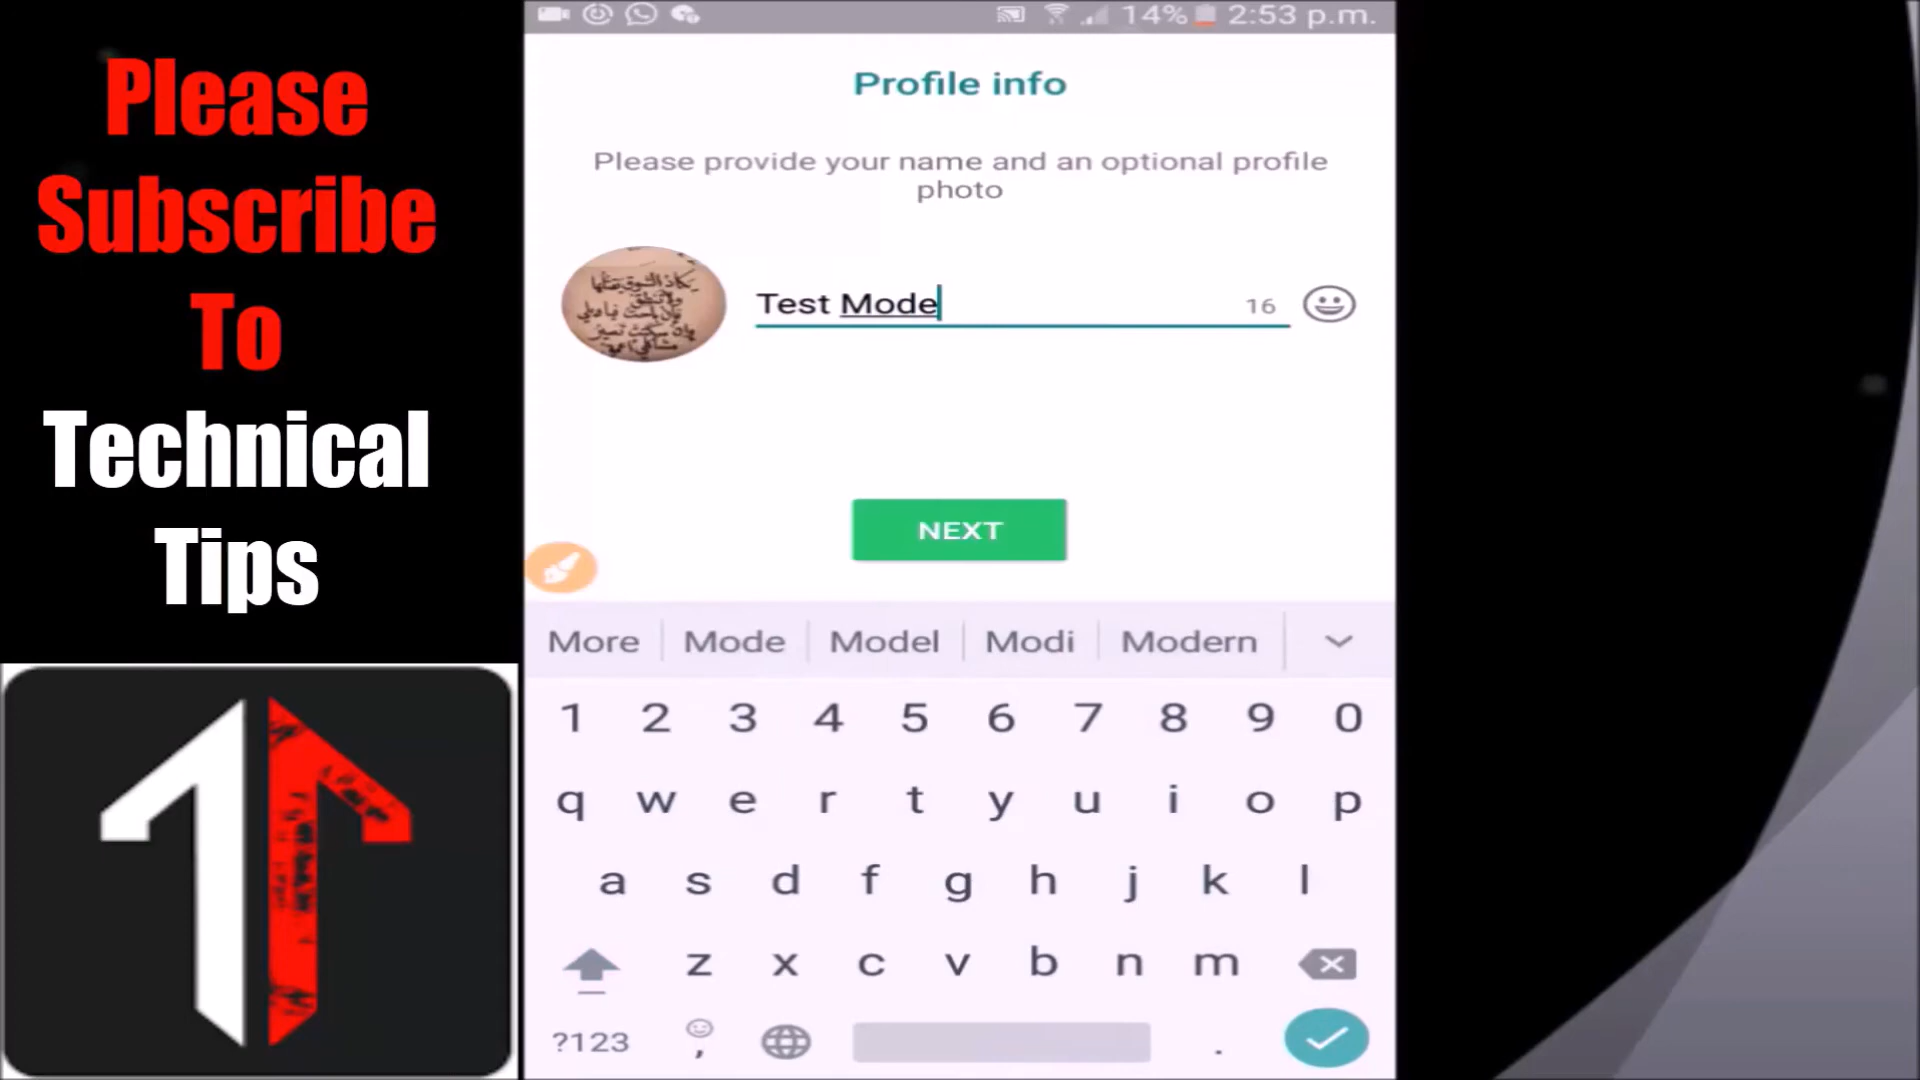 Please
Subscribe
To
Technical
Tips
14% 2:53 p.m.
Profile info
Please provide your name and an optional profile
photo
Test Mode 16
NEXT
More Mode Model Modi Modern
1 2 3 4 5 6 7 8 9 0
q w e r t y u i o p
a s d f g h j k l
z x c v b n m
?123 , .